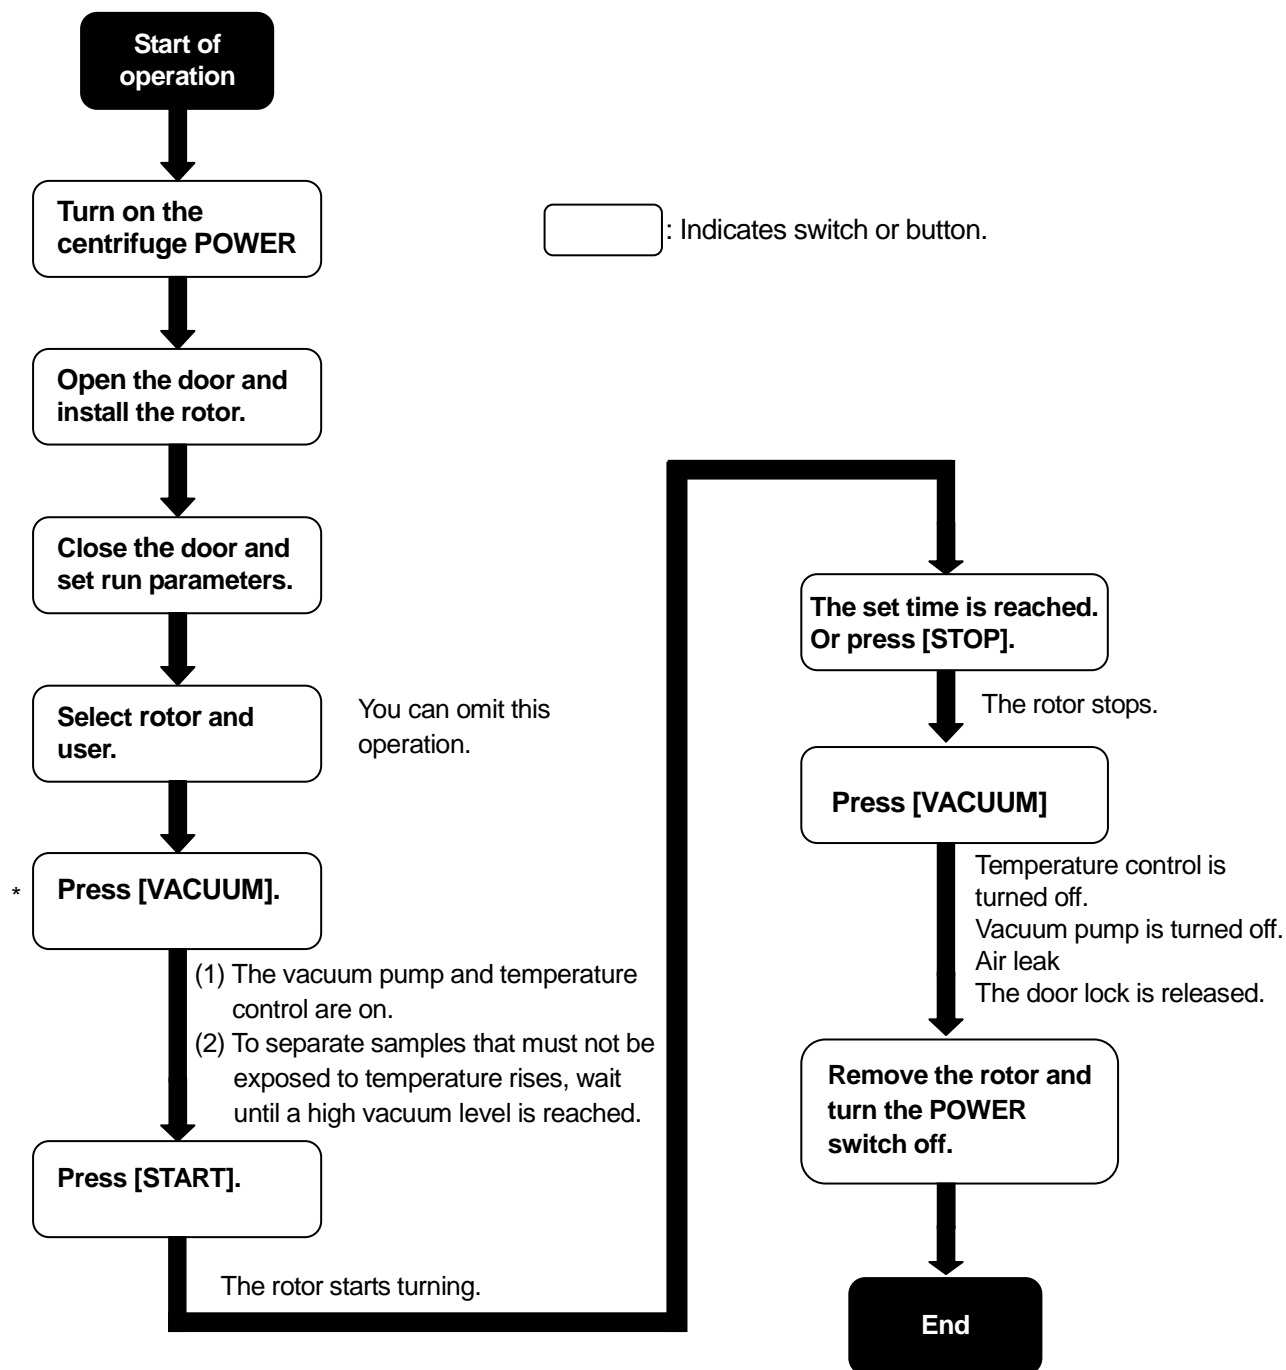 Start of
operation
Turn on the
centrifuge POWER
: Indicates switch or button.
Open the door and
install the rotor.
Close the door and
set run parameters.
Select rotor and
user.
You can omit this
operation.
*
Press [VACUUM].
(1) The vacuum pump and temperature
control are on.
(2) To separate samples that must not be
exposed to temperature rises, wait
until a high vacuum level is reached.
Press [START].
The rotor starts turning.
The set time is reached.
Or press [STOP].
The rotor stops.
Press [VACUUM]
Temperature control is
turned off.
Vacuum pump is turned off.
Air leak
The door lock is released.
Remove the rotor and
turn the POWER
switch off.
End